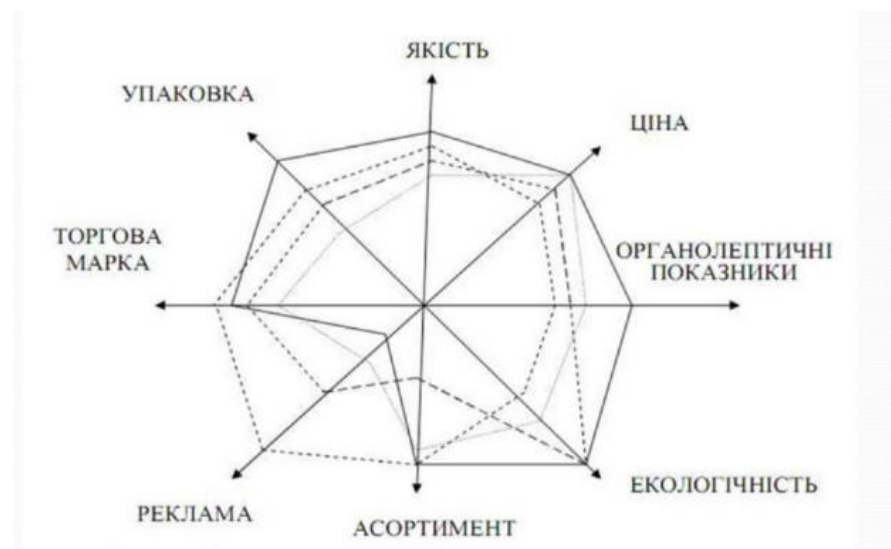 ЯКІСТЬ
УПАКОВКА
ЦІНА
ТОРГОВА
МАРКА
ОРГАНОЛЕПТИЧНІ
ПОКАЗНИКИ
ЕКОЛОГІЧНІСТЬ
РЕКЛАМА
АСОРТИМЕНТ